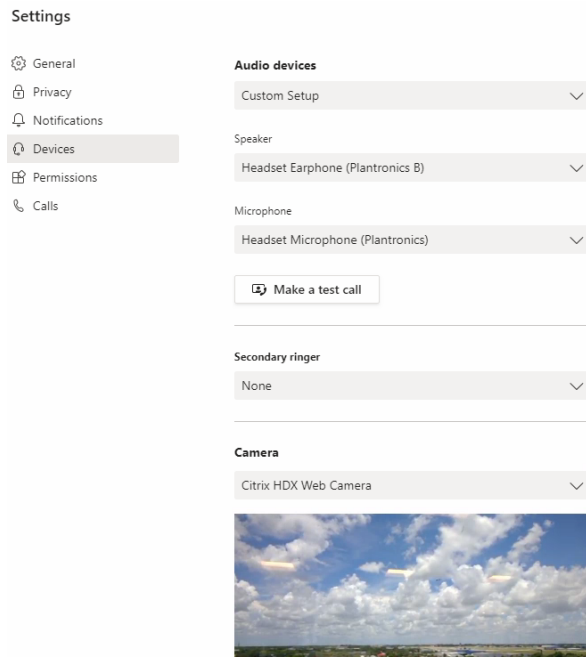 Settings
General
Privacy
Notifications
Devices
Permissions
Calls
Audio devices
Custom Setup
Speaker
Headset Earphone (Plantronics B)
Microphone
Headset Microphone (Plantronics)
Make a test call
Secondary ringer
None
Camera
Citrix HDX Web Camera